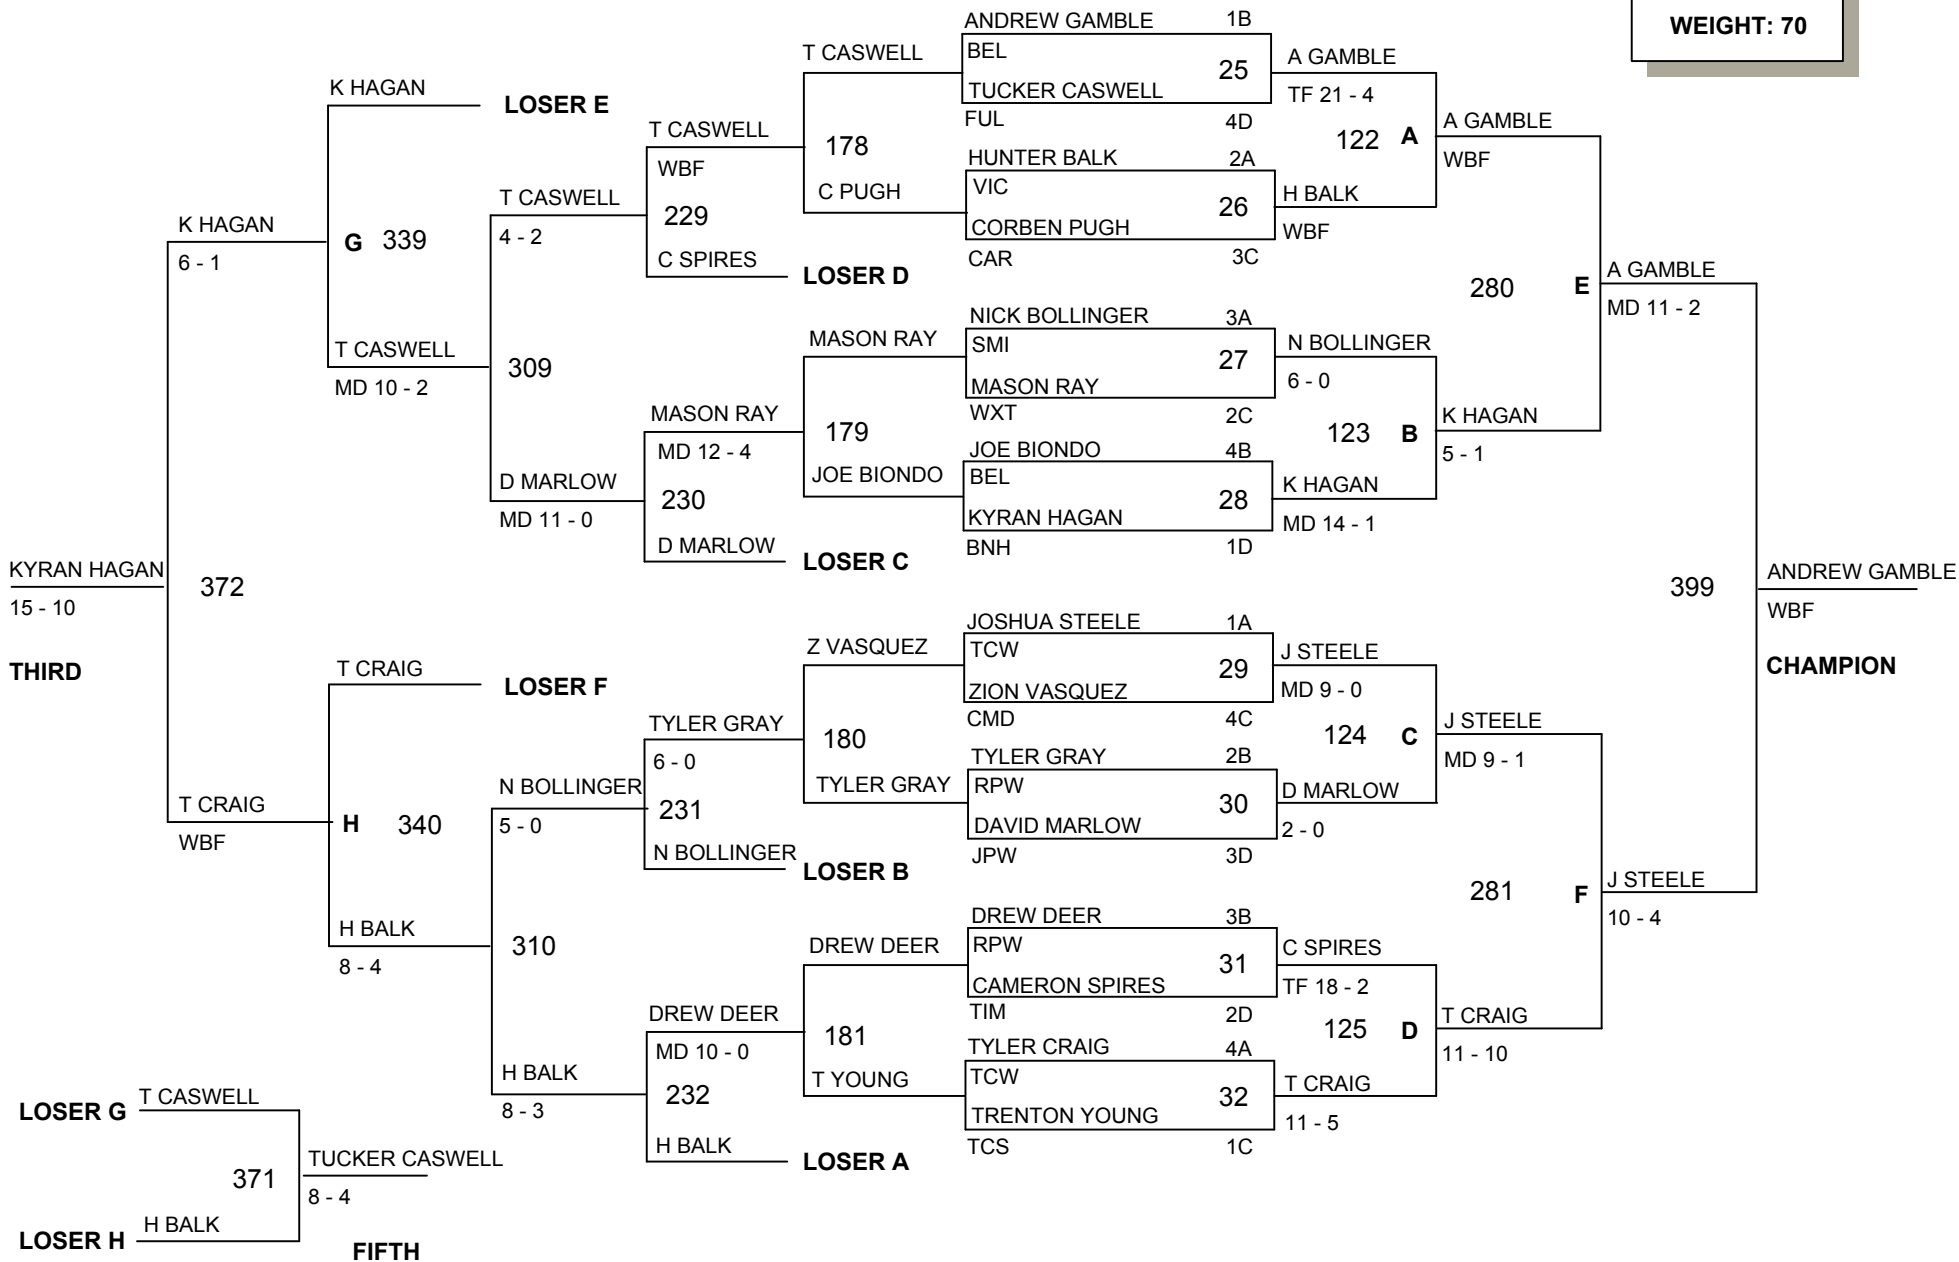 WEIGHT: 70
ANDREW GAMBLE 1B
BEL
25
TUCKER CASWELL
FUL 4D
HUNTER BALK 2A
VIC
26
CORBEN PUGH
CAR 3C
NICK BOLLINGER 3A
SMI
27
MASON RAY
WXT 2C
JOE BIONDO 4B
BEL
28
KYRAN HAGAN
BNH 1D
JOSHUA STEELE 1A
TCW
29
ZION VASQUEZ
CMD 4C
TYLER GRAY 2B
RPW
30
DAVID MARLOW
JPW 3D
DREW DEER 3B
RPW
31
CAMERON SPIRES
TIM 2D
TYLER CRAIG 4A
TCW
32
TRENTON YOUNG
TCS 1C
A GAMBLE
TF 21 - 4
122 A
H BALK
WBF
N BOLLINGER
6 - 0
123 B
K HAGAN
MD 14 - 1
J STEELE
MD 9 - 0
124 C
D MARLOW
2 - 0
C SPIRES
TF 18 - 2
125 D
T CRAIG
11 - 5
A GAMBLE
WBF
280 E
K HAGAN
5 - 1
J STEELE
MD 9 - 1
281 F
T CRAIG
11 - 10
A GAMBLE
MD 11 - 2
399
J STEELE
10 - 4
ANDREW GAMBLE
WBF
CHAMPION
T CASWELL
178
C PUGH
MASON RAY
179
JOE BIONDO
Z VASQUEZ
180
TYLER GRAY
DREW DEER
181
T YOUNG
T CASWELL
WBF
229
C SPIRES
LOSER D
MASON RAY
MD 12 - 4
230
D MARLOW
LOSER C
TYLER GRAY
6 - 0
231
N BOLLINGER
LOSER B
DREW DEER
MD 10 - 0
232
H BALK
LOSER A
T CASWELL
4 - 2
309
D MARLOW
MD 11 - 0
N BOLLINGER
5 - 0
310
H BALK
8 - 3
K HAGAN
LOSER E
G 339
T CASWELL
MD 10 - 2
T CRAIG
LOSER F
H 340
H BALK
8 - 4
K HAGAN
6 - 1
372
T CRAIG
WBF
KYRAN HAGAN
15 - 10
THIRD
LOSER G T CASWELL
371
TUCKER CASWELL
8 - 4
LOSER H H BALK
FIFTH